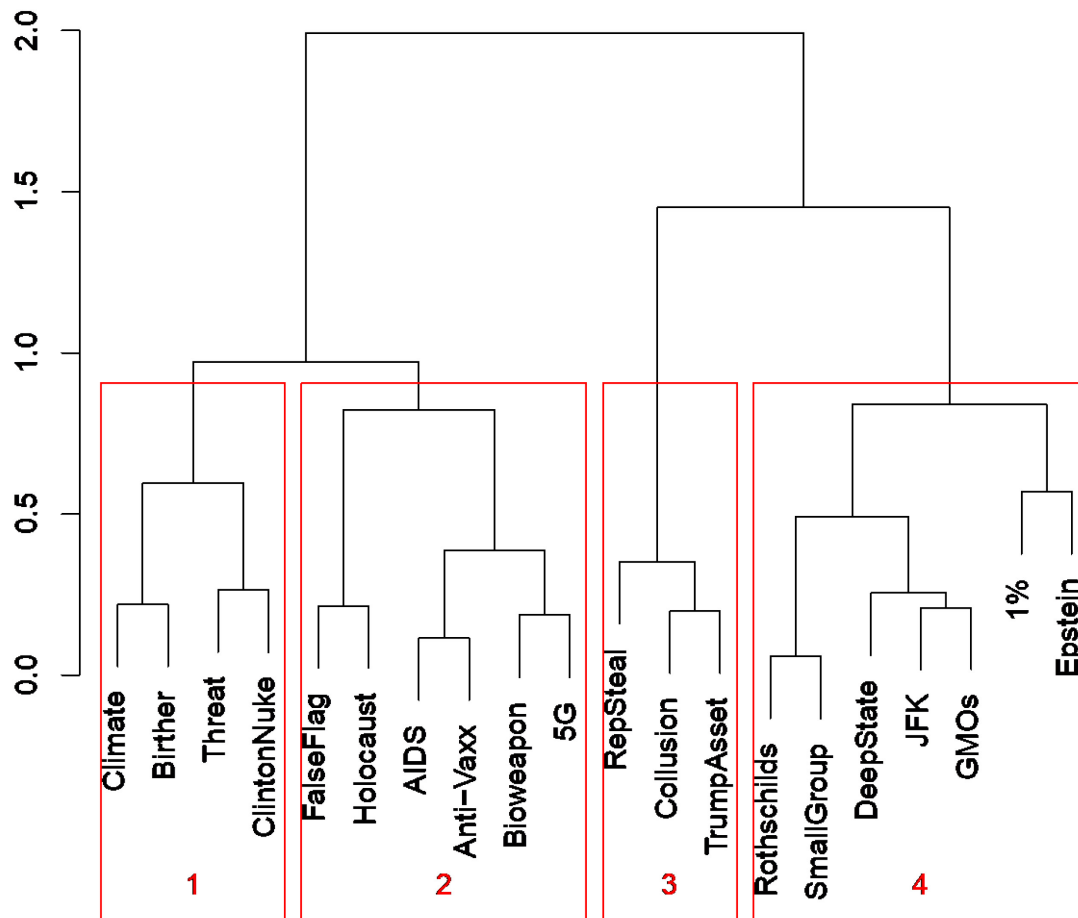 2.0
1.5
1.0
0.5
0.0
Climate
Birther
Threat
ClintonNuke
FalseFlag
Holocaust
AIDS
Anti-Vaxx
Bioweapon
5G
RepSteal
Collusion
TrumpAsset
Rothschilds
SmallGroup
DeepState
JFK
GMOs
1%
Epstein
1
2
3
4